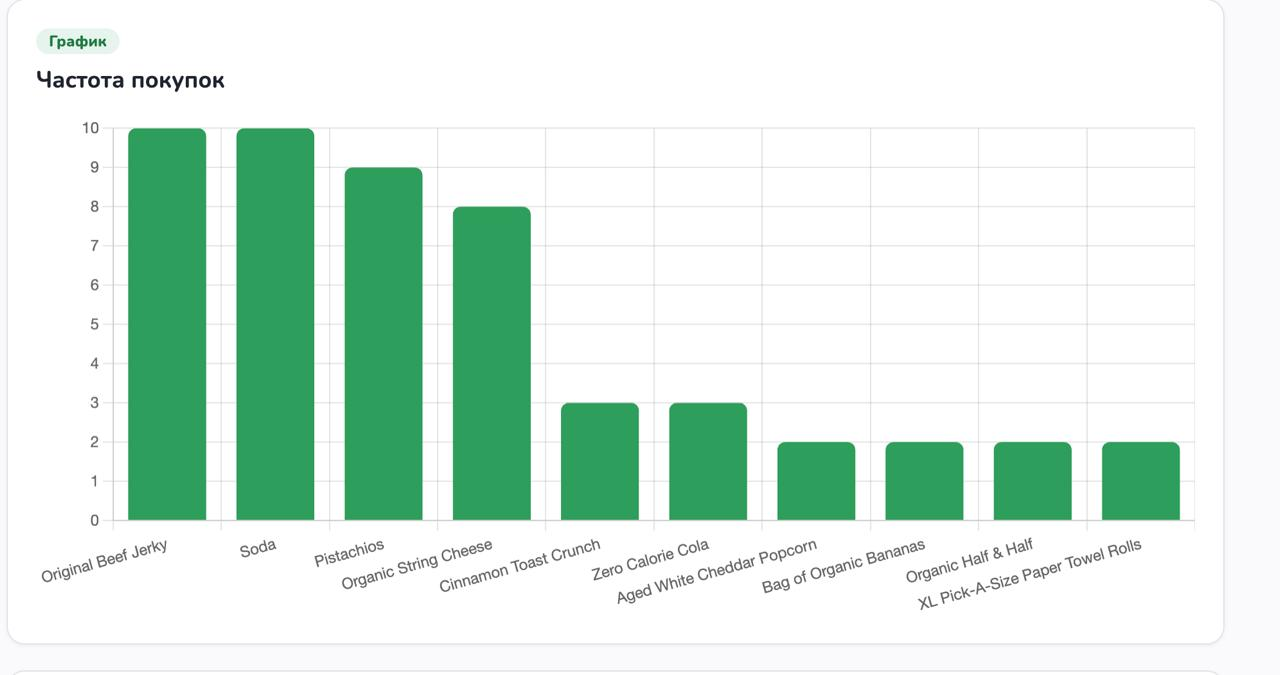 График
Частота покупок
10
9
8
7
6
5
4
3
2
1
0
Original Beef Jerky
Soda
Pistachios
Organic String Cheese
Cinnamon Toast Crunch
Zero Calorie Cola
Aged White Cheddar Popcorn
Bag of Organic Bananas
Organic Half & Half
XL Pick-A-Size Paper Towel Rolls